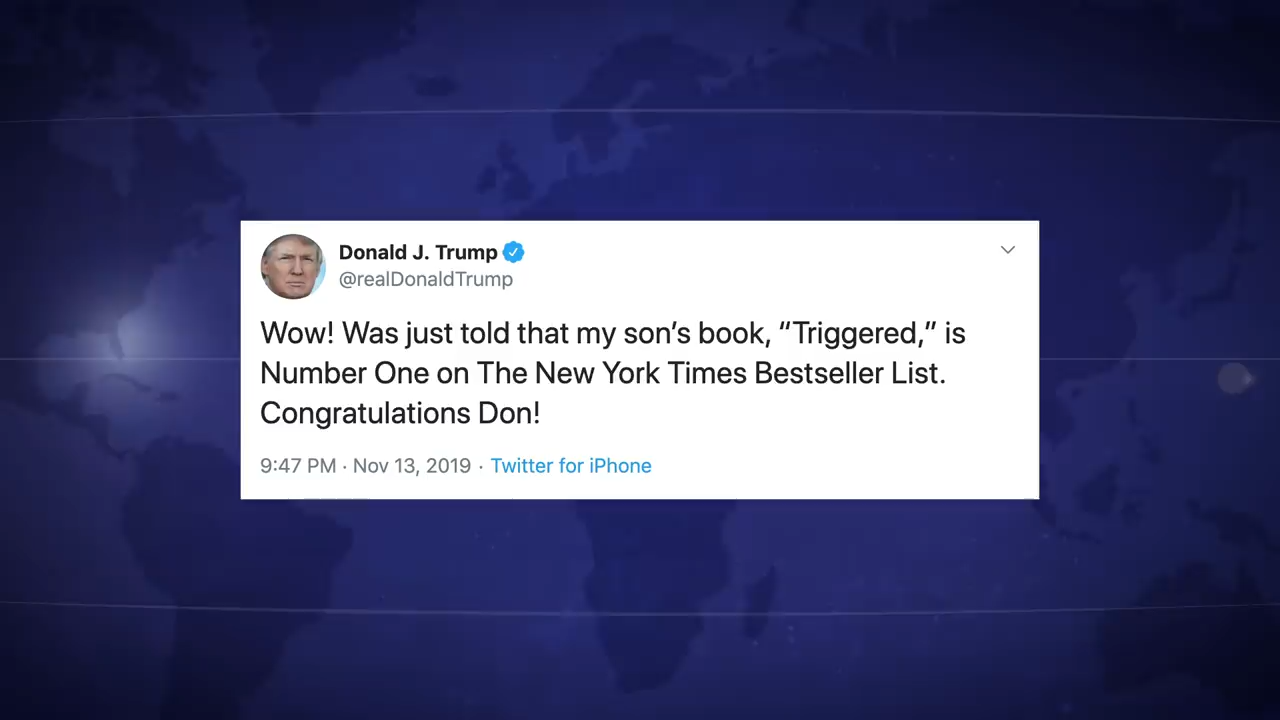 Donald J. Trump
@realDonaldTrump
Wow! Was just told that my son’s book, “Triggered,” is
Number One on The New York Times Bestseller List.
Congratulations Don!
9:47 PM · Nov 13, 2019 · Twitter for iPhone